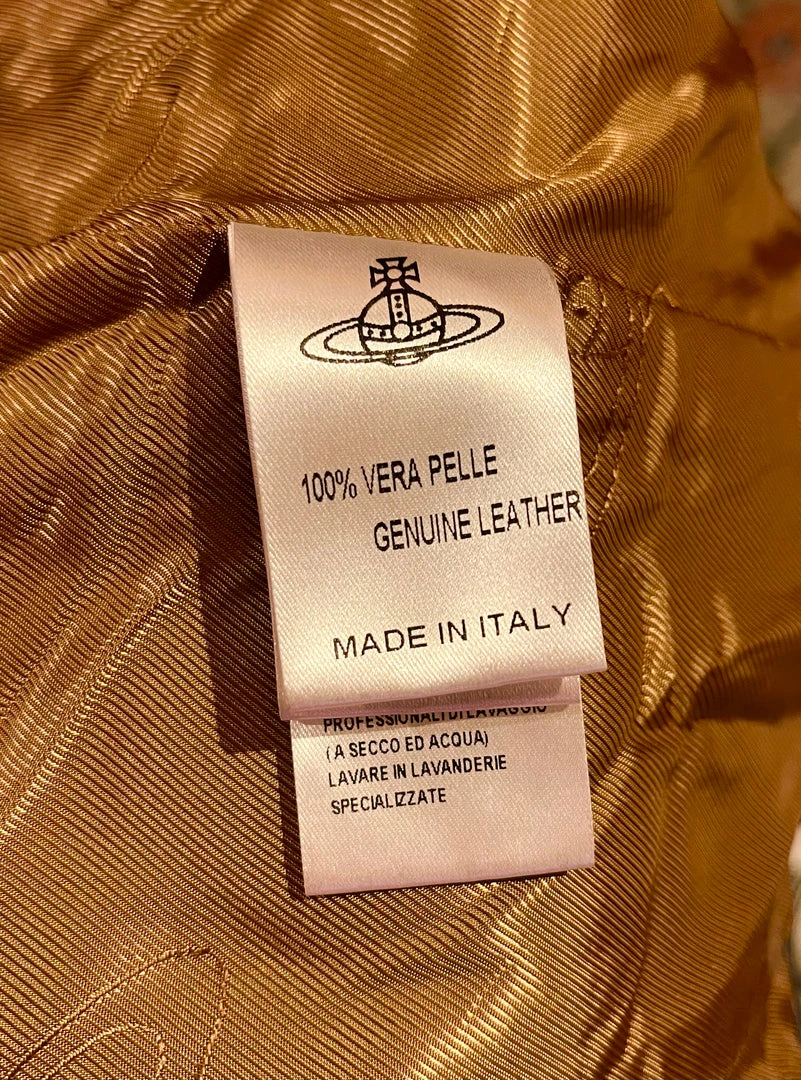 100% VERA PELLE
GENUINE LEATHER
MADE IN ITALY
PROFESSIONALI DI LAVAGGIO
( A SECCO ED ACQUA)
LAVARE IN LAVANDERIE
SPECIALIZZATE